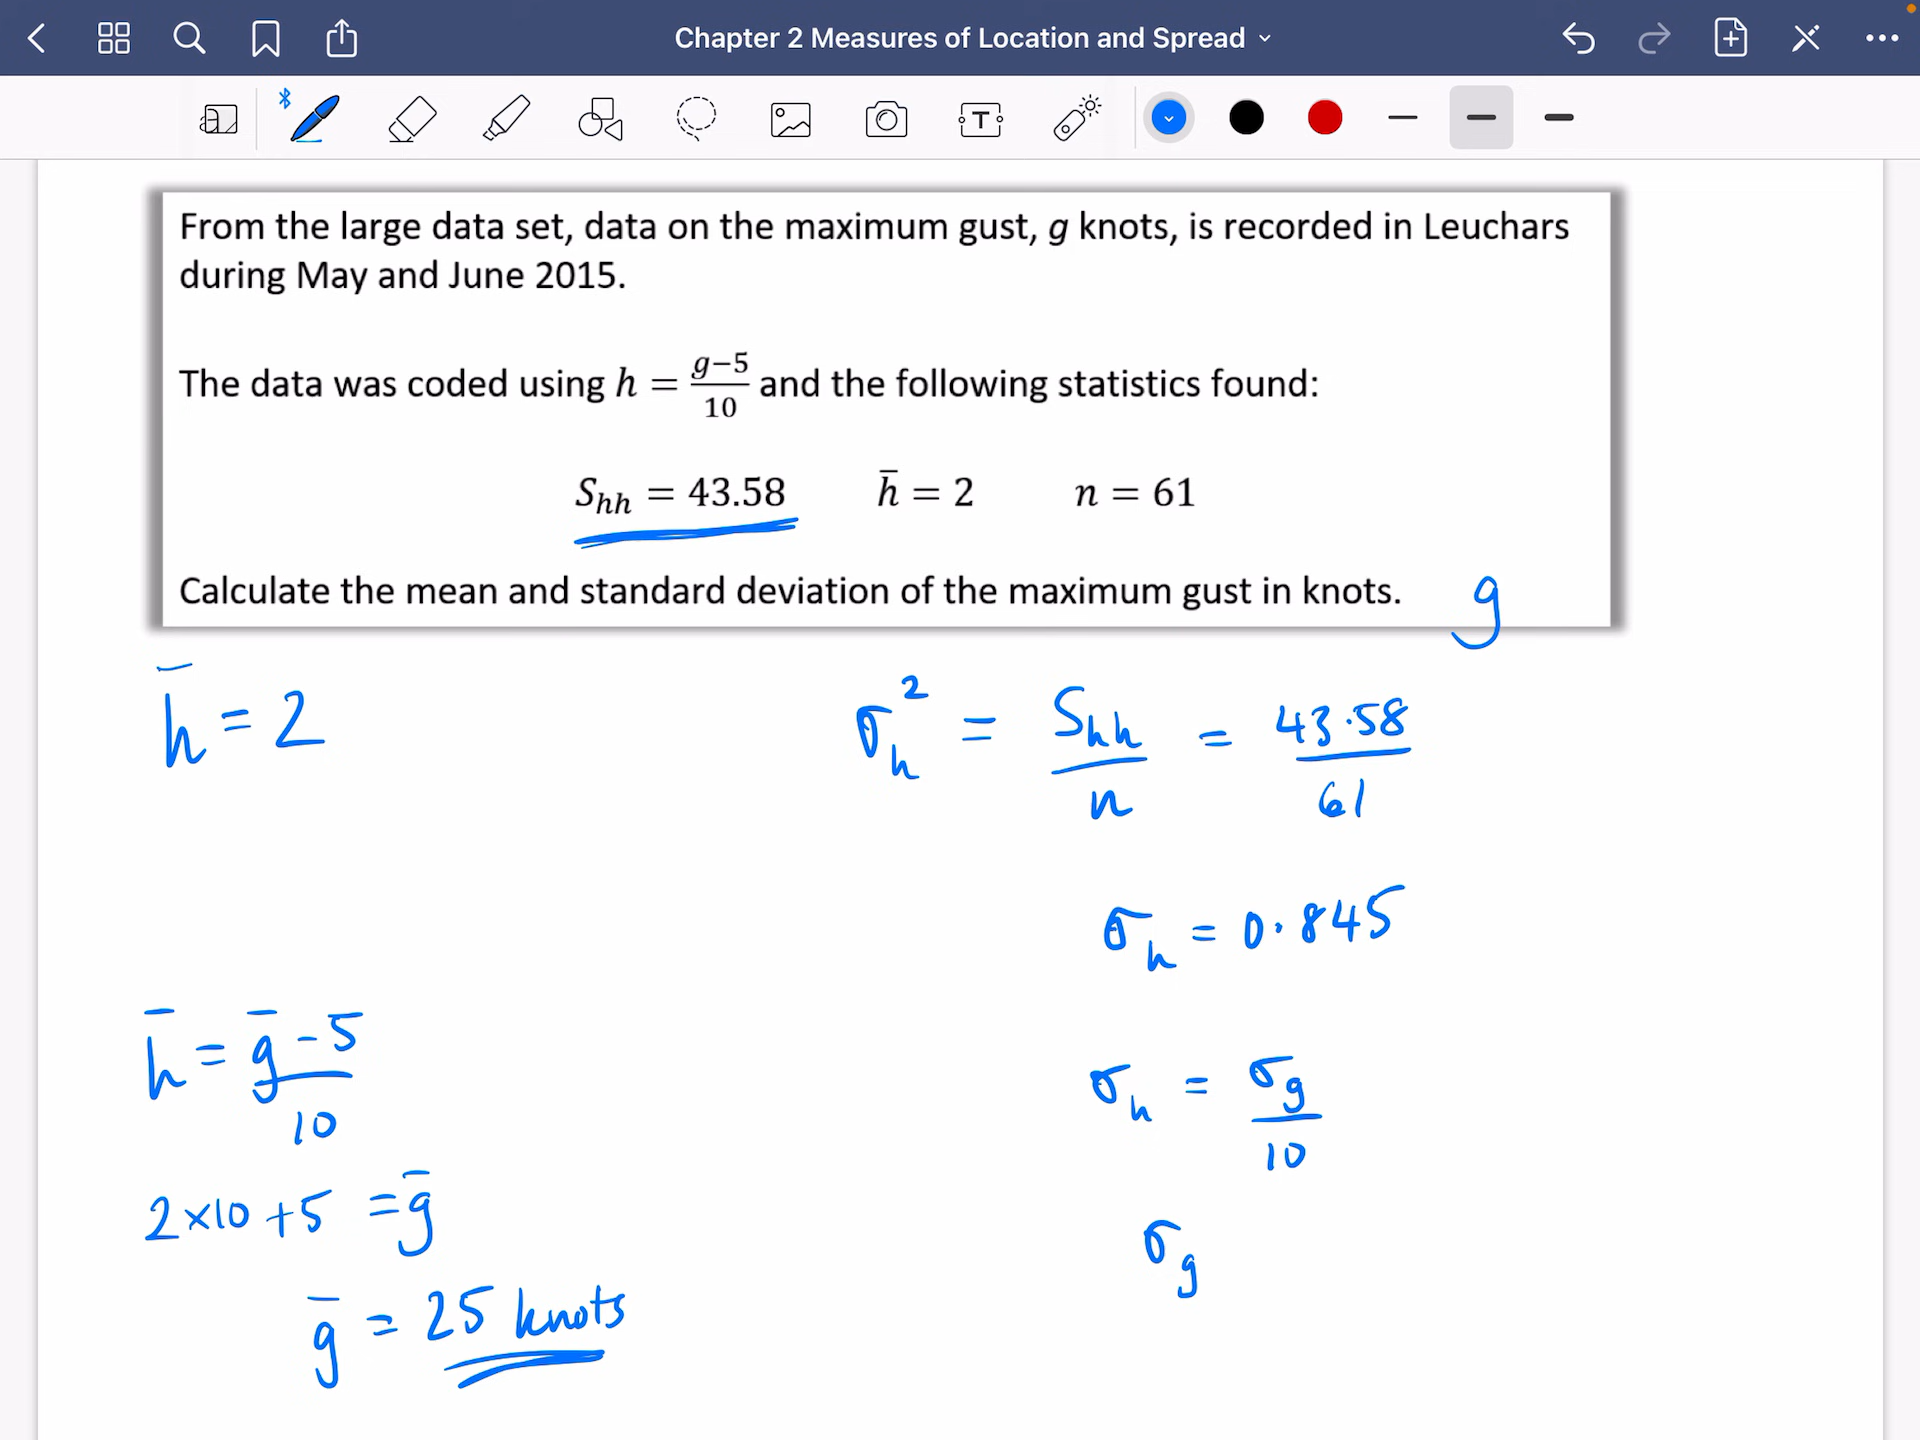 Chapter 2 Measures of Location and Spread
From the large data set, data on the maximum gust, g knots, is recorded in Leuchars
during May and June 2015.
The data was coded using h = (g−5)/10 and the following statistics found:
S_hh = 43.58 h̄ = 2 n = 61
Calculate the mean and standard deviation of the maximum gust in knots. g
h̄ = 2
σ_h² = S_hh/n = 43.58/61
σ_h = 0.845
h̄ = (ḡ - 5)/10
σ_h = σ_g/10
2×10 +5 = ḡ
σ_g
ḡ = 25 knots